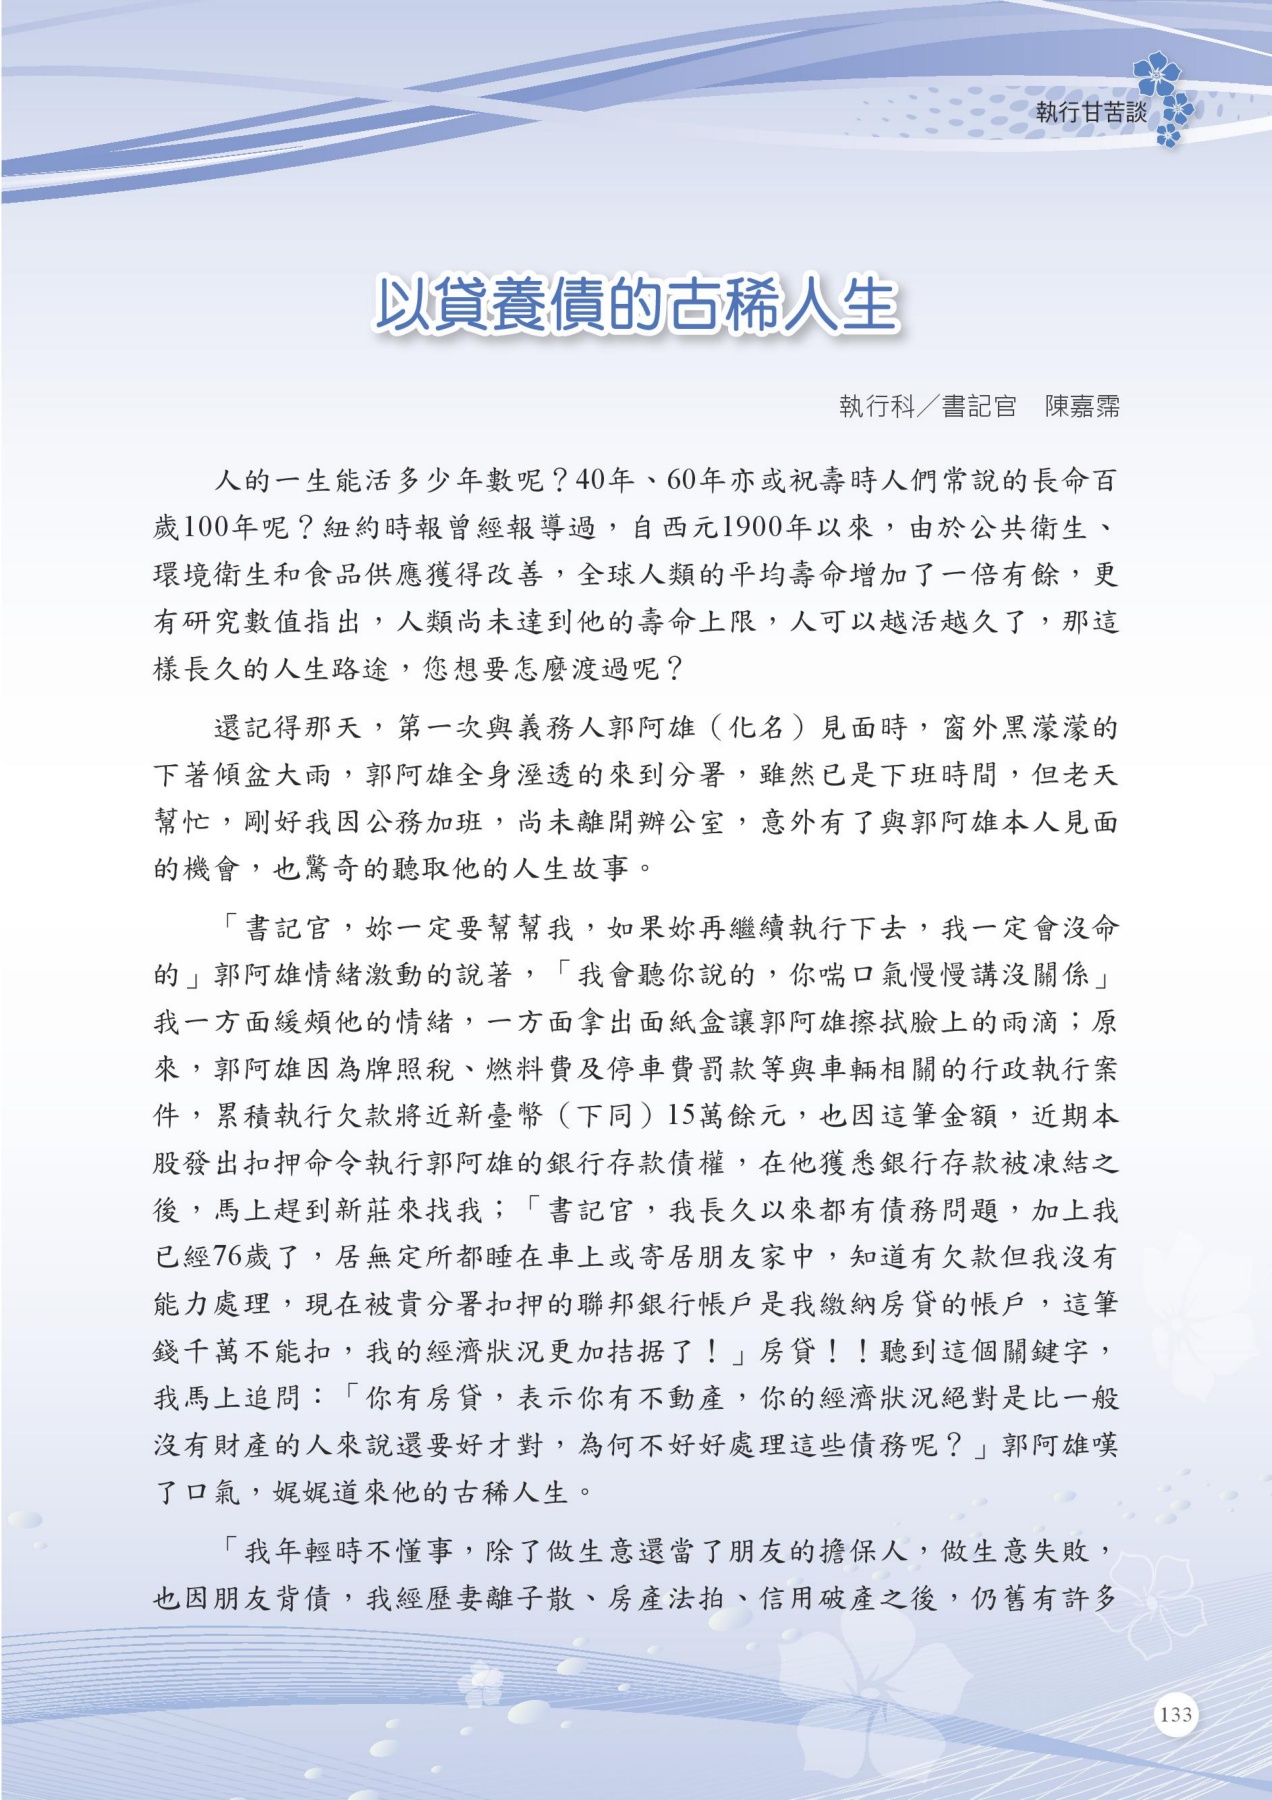 執行甘苦談
以貸養債的古稀人生
執行科／書記官　陳嘉霈
人的一生能活多少年數呢？40年、60年亦或祝壽時人們常說的長命百
歲100年呢？紐約時報曾經報導過，自西元1900年以來，由於公共衛生、
環境衛生和食品供應獲得改善，全球人類的平均壽命增加了一倍有餘，更
有研究數值指出，人類尚未達到他的壽命上限，人可以越活越久了，那這
樣長久的人生路途，您想要怎麼渡過呢？
還記得那天，第一次與義務人郭阿雄（化名）見面時，窗外黑濛濛的
下著傾盆大雨，郭阿雄全身溼透的來到分署，雖然已是下班時間，但老天
幫忙，剛好我因公務加班，尚未離開辦公室，意外有了與郭阿雄本人見面
的機會，也驚奇的聽取他的人生故事。
「書記官，妳一定要幫幫我，如果妳再繼續執行下去，我一定會沒命
的」郭阿雄情緒激動的說著，「我會聽你說的，你喘口氣慢慢講沒關係」
我一方面緩頰他的情緒，一方面拿出面紙盒讓郭阿雄擦拭臉上的雨滴；原
來，郭阿雄因為牌照稅、燃料費及停車費罰款等與車輛相關的行政執行案
件，累積執行欠款將近新臺幣（下同）15萬餘元，也因這筆金額，近期本
股發出扣押命令執行郭阿雄的銀行存款債權，在他獲悉銀行存款被凍結之
後，馬上趕到新莊來找我；「書記官，我長久以來都有債務問題，加上我
已經76歲了，居無定所都睡在車上或寄居朋友家中，知道有欠款但我沒有
能力處理，現在被貴分署扣押的聯邦銀行帳戶是我繳納房貸的帳戶，這筆
錢千萬不能扣，我的經濟狀況更加拮据了！」房貸！！聽到這個關鍵字，
我馬上追問：「你有房貸，表示你有不動產，你的經濟狀況絕對是比一般
沒有財產的人來說還要好才對，為何不好好處理這些債務呢？」郭阿雄嘆
了口氣，娓娓道來他的古稀人生。
「我年輕時不懂事，除了做生意還當了朋友的擔保人，做生意失敗，
也因朋友背債，我經歷妻離子散、房產法拍、信用破產之後，仍舊有許多
133